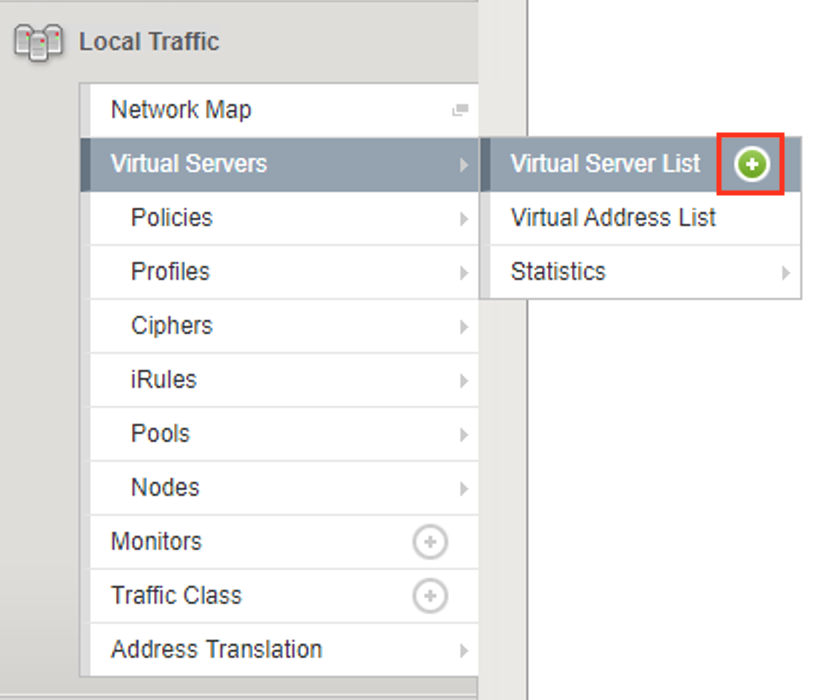 Local Traffic
Network Map
Virtual Servers
Virtual Server List
Virtual Address List
Statistics
Policies
Profiles
Ciphers
iRules
Pools
Nodes
Monitors
Traffic Class
Address Translation